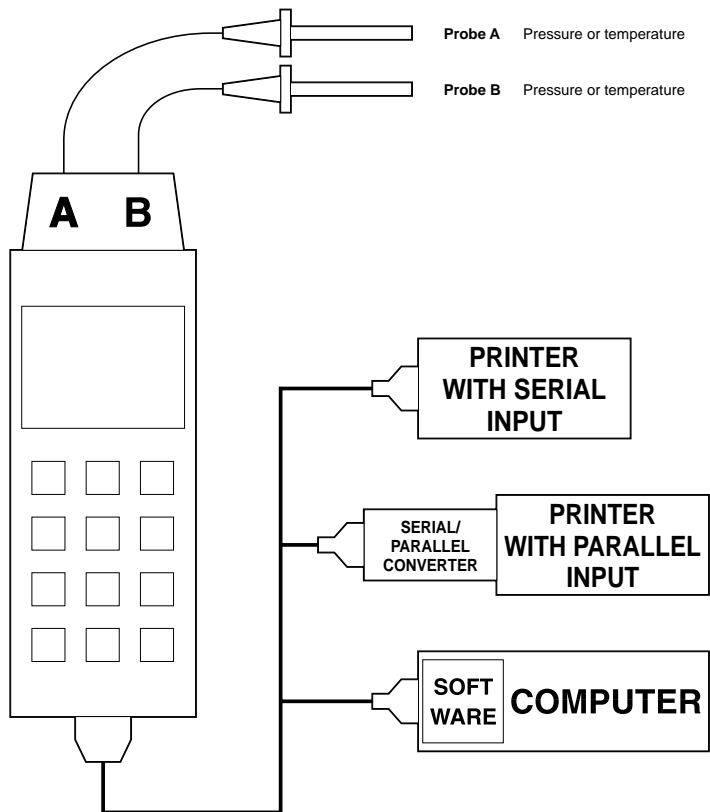 Probe A Pressure or temperature
Probe B Pressure or temperature
A B
PRINTER
WITH SERIAL
INPUT
SERIAL/
PARALLEL
CONVERTER
PRINTER
WITH PARALLEL
INPUT
SOFT
WARE
COMPUTER